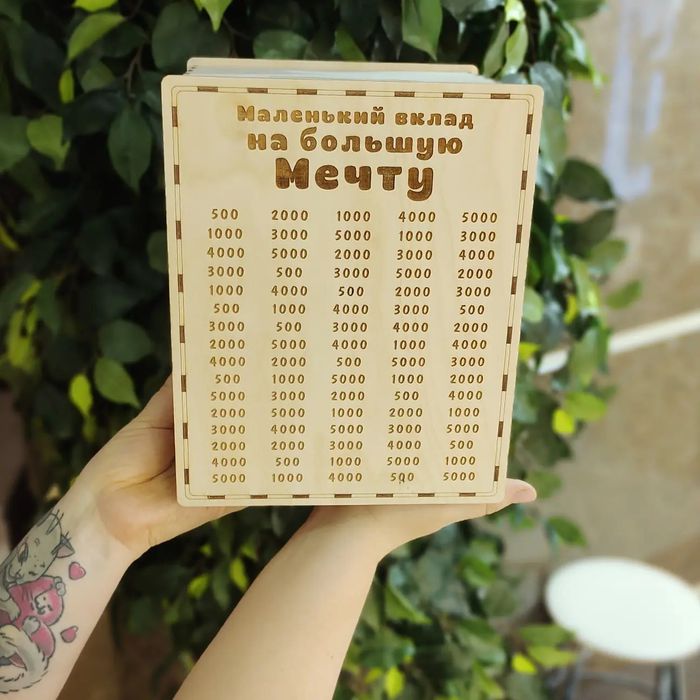 Маленький вклад
на большую
Мечту
500 2000 1000 4000 5000
1000 3000 5000 1000 3000
4000 5000 2000 3000 4000
3000 500 3000 5000 2000
1000 4000 500 2000 3000
500 1000 4000 3000 500
3000 500 3000 4000 2000
2000 5000 4000 1000 4000
4000 2000 500 5000 3000
500 1000 5000 1000 2000
5000 3000 2000 500 4000
2000 5000 1000 2000 1000
3000 4000 5000 3000 5000
2000 2000 3000 4000 500
4000 500 1000 5000 1000
5000 1000 4000 500 5000